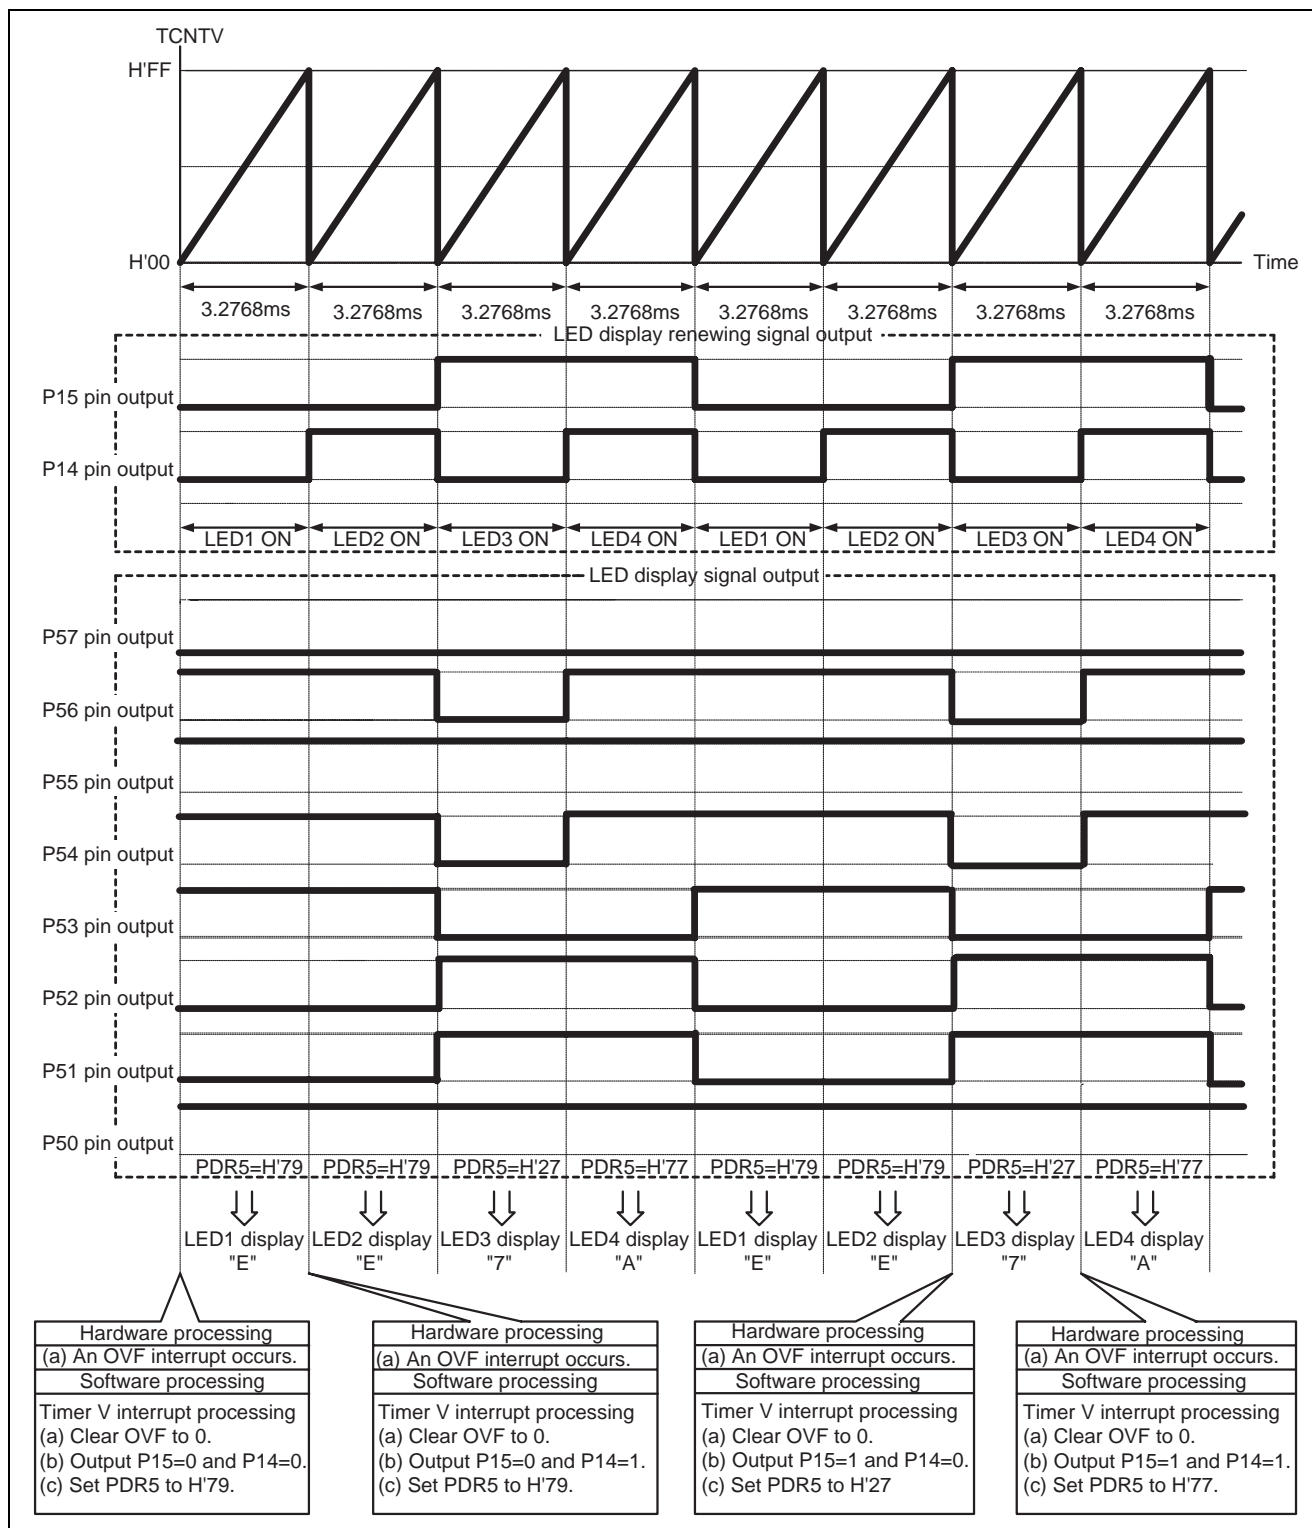 TCNTV
H'FF
H'00
Time
3.2768ms 3.2768ms 3.2768ms 3.2768ms 3.2768ms 3.2768ms 3.2768ms 3.2768ms
LED display renewing signal output
P15 pin output
P14 pin output
LED1 ON LED2 ON LED3 ON LED4 ON LED1 ON LED2 ON LED3 ON LED4 ON
LED display signal output
P57 pin output
P56 pin output
P55 pin output
P54 pin output
P53 pin output
P52 pin output
P51 pin output
P50 pin output
PDR5=H'79 PDR5=H'79 PDR5=H'27 PDR5=H'77 PDR5=H'79 PDR5=H'79 PDR5=H'27 PDR5=H'77
LED1 display LED2 display LED3 display LED4 display LED1 display LED2 display LED3 display LED4 display
"E" "E" "7" "A" "E" "E" "7" "A"
Hardware processing
(a) An OVF interrupt occurs.
Software processing
Timer V interrupt processing
(a) Clear OVF to 0.
(b) Output P15=0 and P14=0.
(c) Set PDR5 to H'79.
Hardware processing
(a) An OVF interrupt occurs.
Software processing
Timer V interrupt processing
(a) Clear OVF to 0.
(b) Output P15=0 and P14=1.
(c) Set PDR5 to H'79.
Hardware processing
(a) An OVF interrupt occurs.
Software processing
Timer V interrupt processing
(a) Clear OVF to 0.
(b) Output P15=1 and P14=0.
(c) Set PDR5 to H'27
Hardware processing
(a) An OVF interrupt occurs.
Software processing
Timer V interrupt processing
(a) Clear OVF to 0.
(b) Output P15=1 and P14=1.
(c) Set PDR5 to H'77.